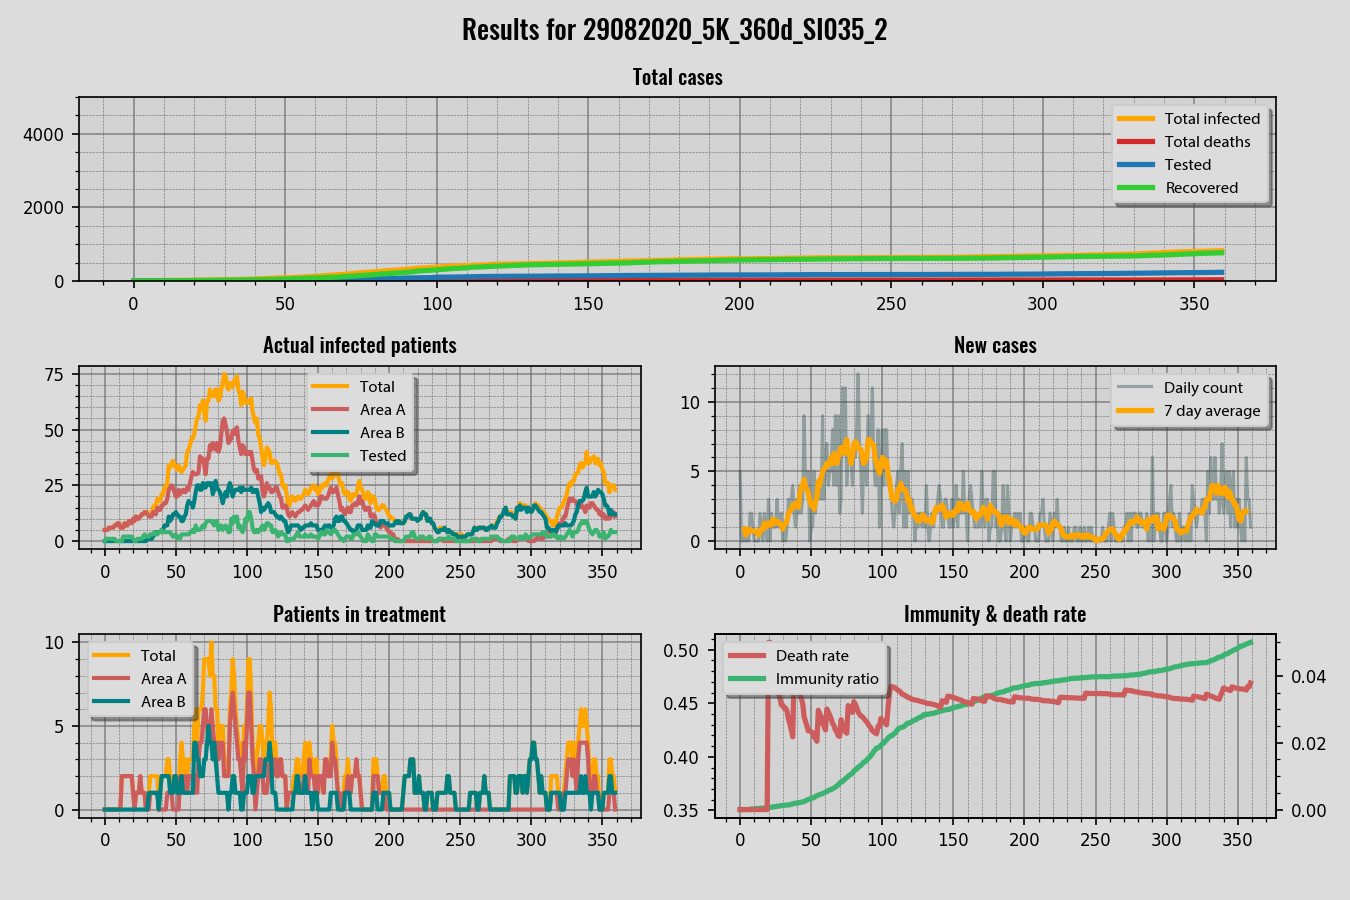 Results for 29082020_5K_360d_SI035_2
Total cases
4000
2000
0
0 50 100 150 200 250 300 350
Total infected
Total deaths
Tested
Recovered
Actual infected patients
75
50
25
0
0 50 100 150 200 250 300 350
Total
Area A
Area B
Tested
New cases
10
5
0
0 50 100 150 200 250 300 350
Daily count
7 day average
Patients in treatment
10
5
0
0 50 100 150 200 250 300 350
Total
Area A
Area B
Immunity & death rate
0.50
0.45
0.40
0.35
0 50 100 150 200 250 300 350
0.04
0.02
0.00
Death rate
Immunity ratio